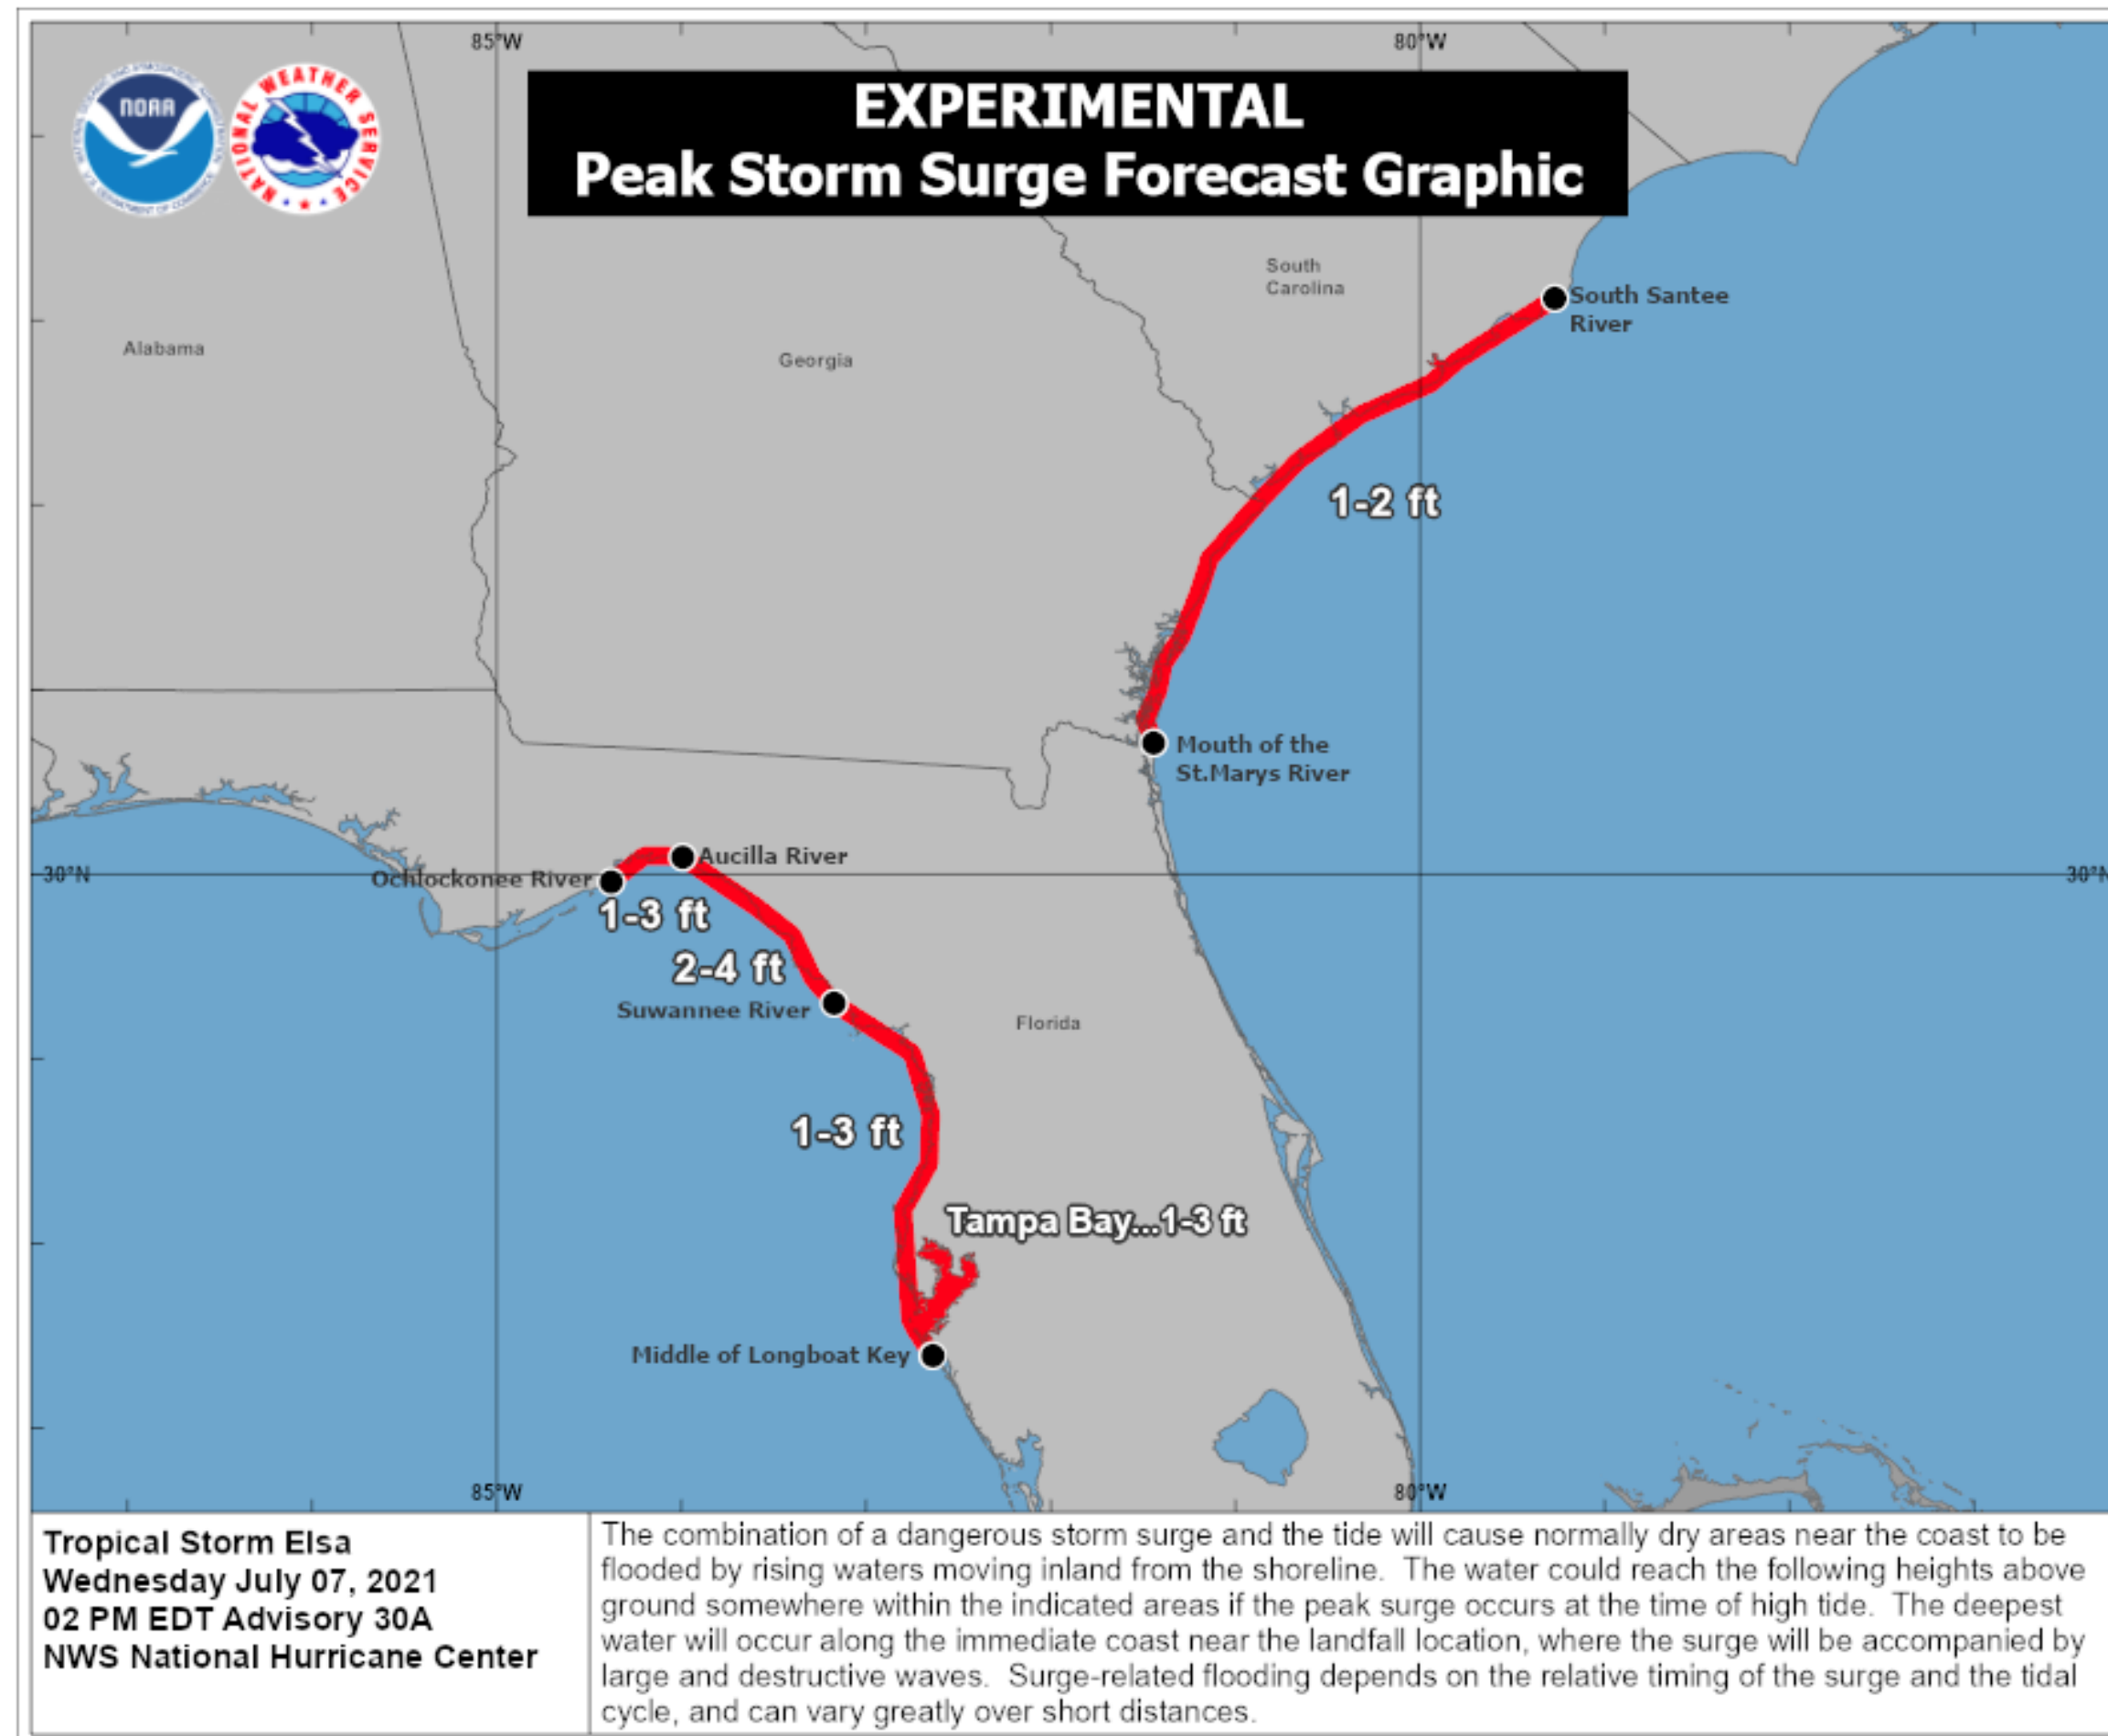 85°W
80°W
NOAA
NATIONAL WEATHER SERVICE
EXPERIMENTAL
Peak Storm Surge Forecast Graphic
South
Carolina
South Santee
River
Alabama
Georgia
1-2 ft
Mouth of the
St.Marys River
Aucilla River
30°N
Ochlockonee River
30°N
1-3 ft
2-4 ft
Suwannee River
Florida
1-3 ft
Tampa Bay...1-3 ft
Middle of Longboat Key
85°W
80°W
Tropical Storm Elsa
Wednesday July 07, 2021
02 PM EDT Advisory 30A
NWS National Hurricane Center
The combination of a dangerous storm surge and the tide will cause normally dry areas near the coast to be
flooded by rising waters moving inland from the shoreline.  The water could reach the following heights above
ground somewhere within the indicated areas if the peak surge occurs at the time of high tide.  The deepest
water will occur along the immediate coast near the landfall location, where the surge will be accompanied by
large and destructive waves.  Surge-related flooding depends on the relative timing of the surge and the tidal
cycle, and can vary greatly over short distances.